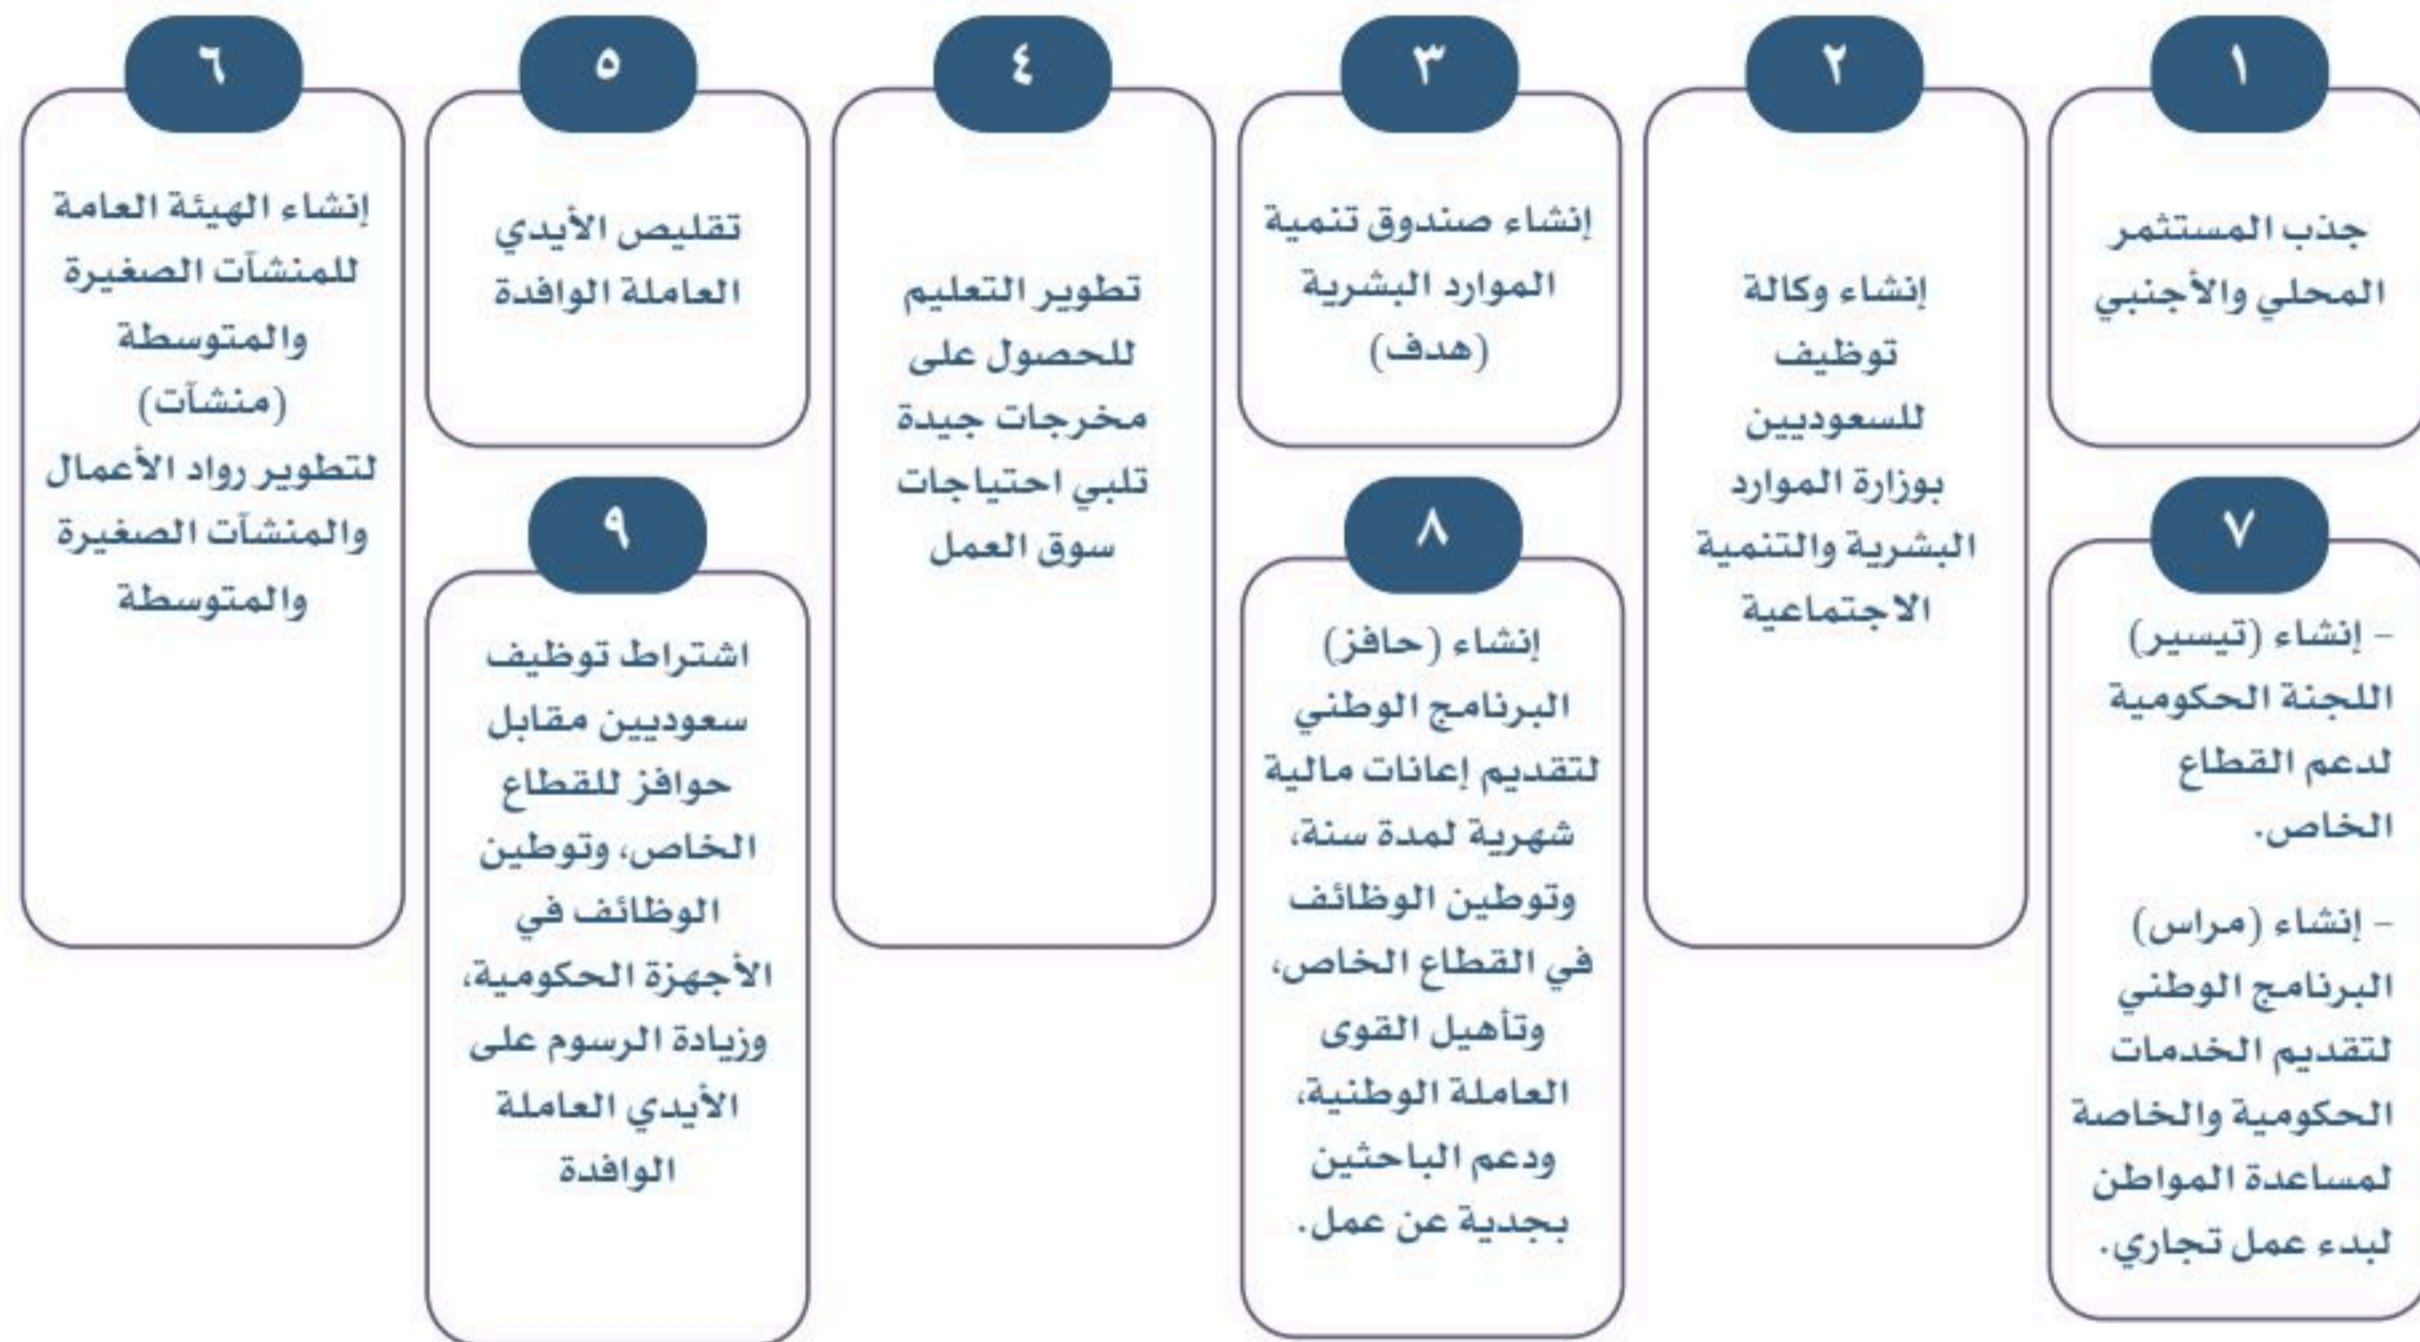 ١
جذب المستثمر
المحلي والأجنبي
٢
إنشاء وكالة
توظيف
للسعوديين
بوزارة الموارد
البشرية والتنمية
الاجتماعية
٣
إنشاء صندوق تنمية
الموارد البشرية
(هدف)
٤
تطوير التعليم
للحصول على
مخرجات جيدة
تلبي احتياجات
سوق العمل
٥
تقليص الأيدي
العاملة الوافدة
٦
إنشاء الهيئة العامة
للمنشآت الصغيرة
والمتوسطة
(منشآت)
لتطوير رواد الأعمال
والمنشآت الصغيرة
والمتوسطة
٧
- إنشاء (تيسير)
اللجنة الحكومية
لدعم القطاع
الخاص.
- إنشاء (مراس)
البرنامج الوطني
لتقديم الخدمات
الحكومية والخاصة
لمساعدة المواطن
لبدء عمل تجاري.
٨
إنشاء (حافز)
البرنامج الوطني
لتقديم إعانات مالية
شهرية لمدة سنة،
وتوطين الوظائف
في القطاع الخاص،
وتأهيل القوى
العاملة الوطنية،
ودعم الباحثين
بجدية عن عمل.
٩
اشتراط توظيف
سعوديين مقابل
حوافز للقطاع
الخاص، وتوطين
الوظائف في
الأجهزة الحكومية،
وزيادة الرسوم على
الأيدي العاملة
الوافدة